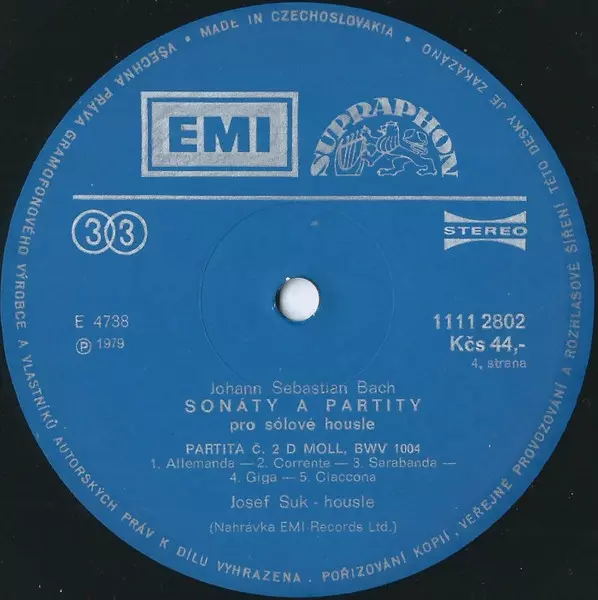 • MADE IN CZECHOSLOVAKIA •
VŠECHNA PRÁVA GRAMOFONOVÉHO VÝROBCE A VLASTNÍKŮ AUTORSKÝCH PRÁV K DÍLU VYHRAZENA. POŘIZOVÁNÍ KOPIÍ, VEŘEJNÉ PROVOZOVÁNÍ A ROZHLASOVÉ ŠÍŘENÍ TÉTO DESKY JE ZAKÁZÁNO
EMI
SUPRAPHON
33
STEREO
E 4738
1111 2802
Ⓟ 1979
Kčs 44,-
4. strana
Johann Sebastian Bach
SONÁTY A PARTITY
pro sólové housle
PARTITA Č. 2 D MOLL, BWV 1004
1. Allemanda — 2. Corrente — 3. Sarabanda —
4. Giga — 5. Ciaccona
Josef Suk - housle
(Nahrávka EMI Records Ltd.)